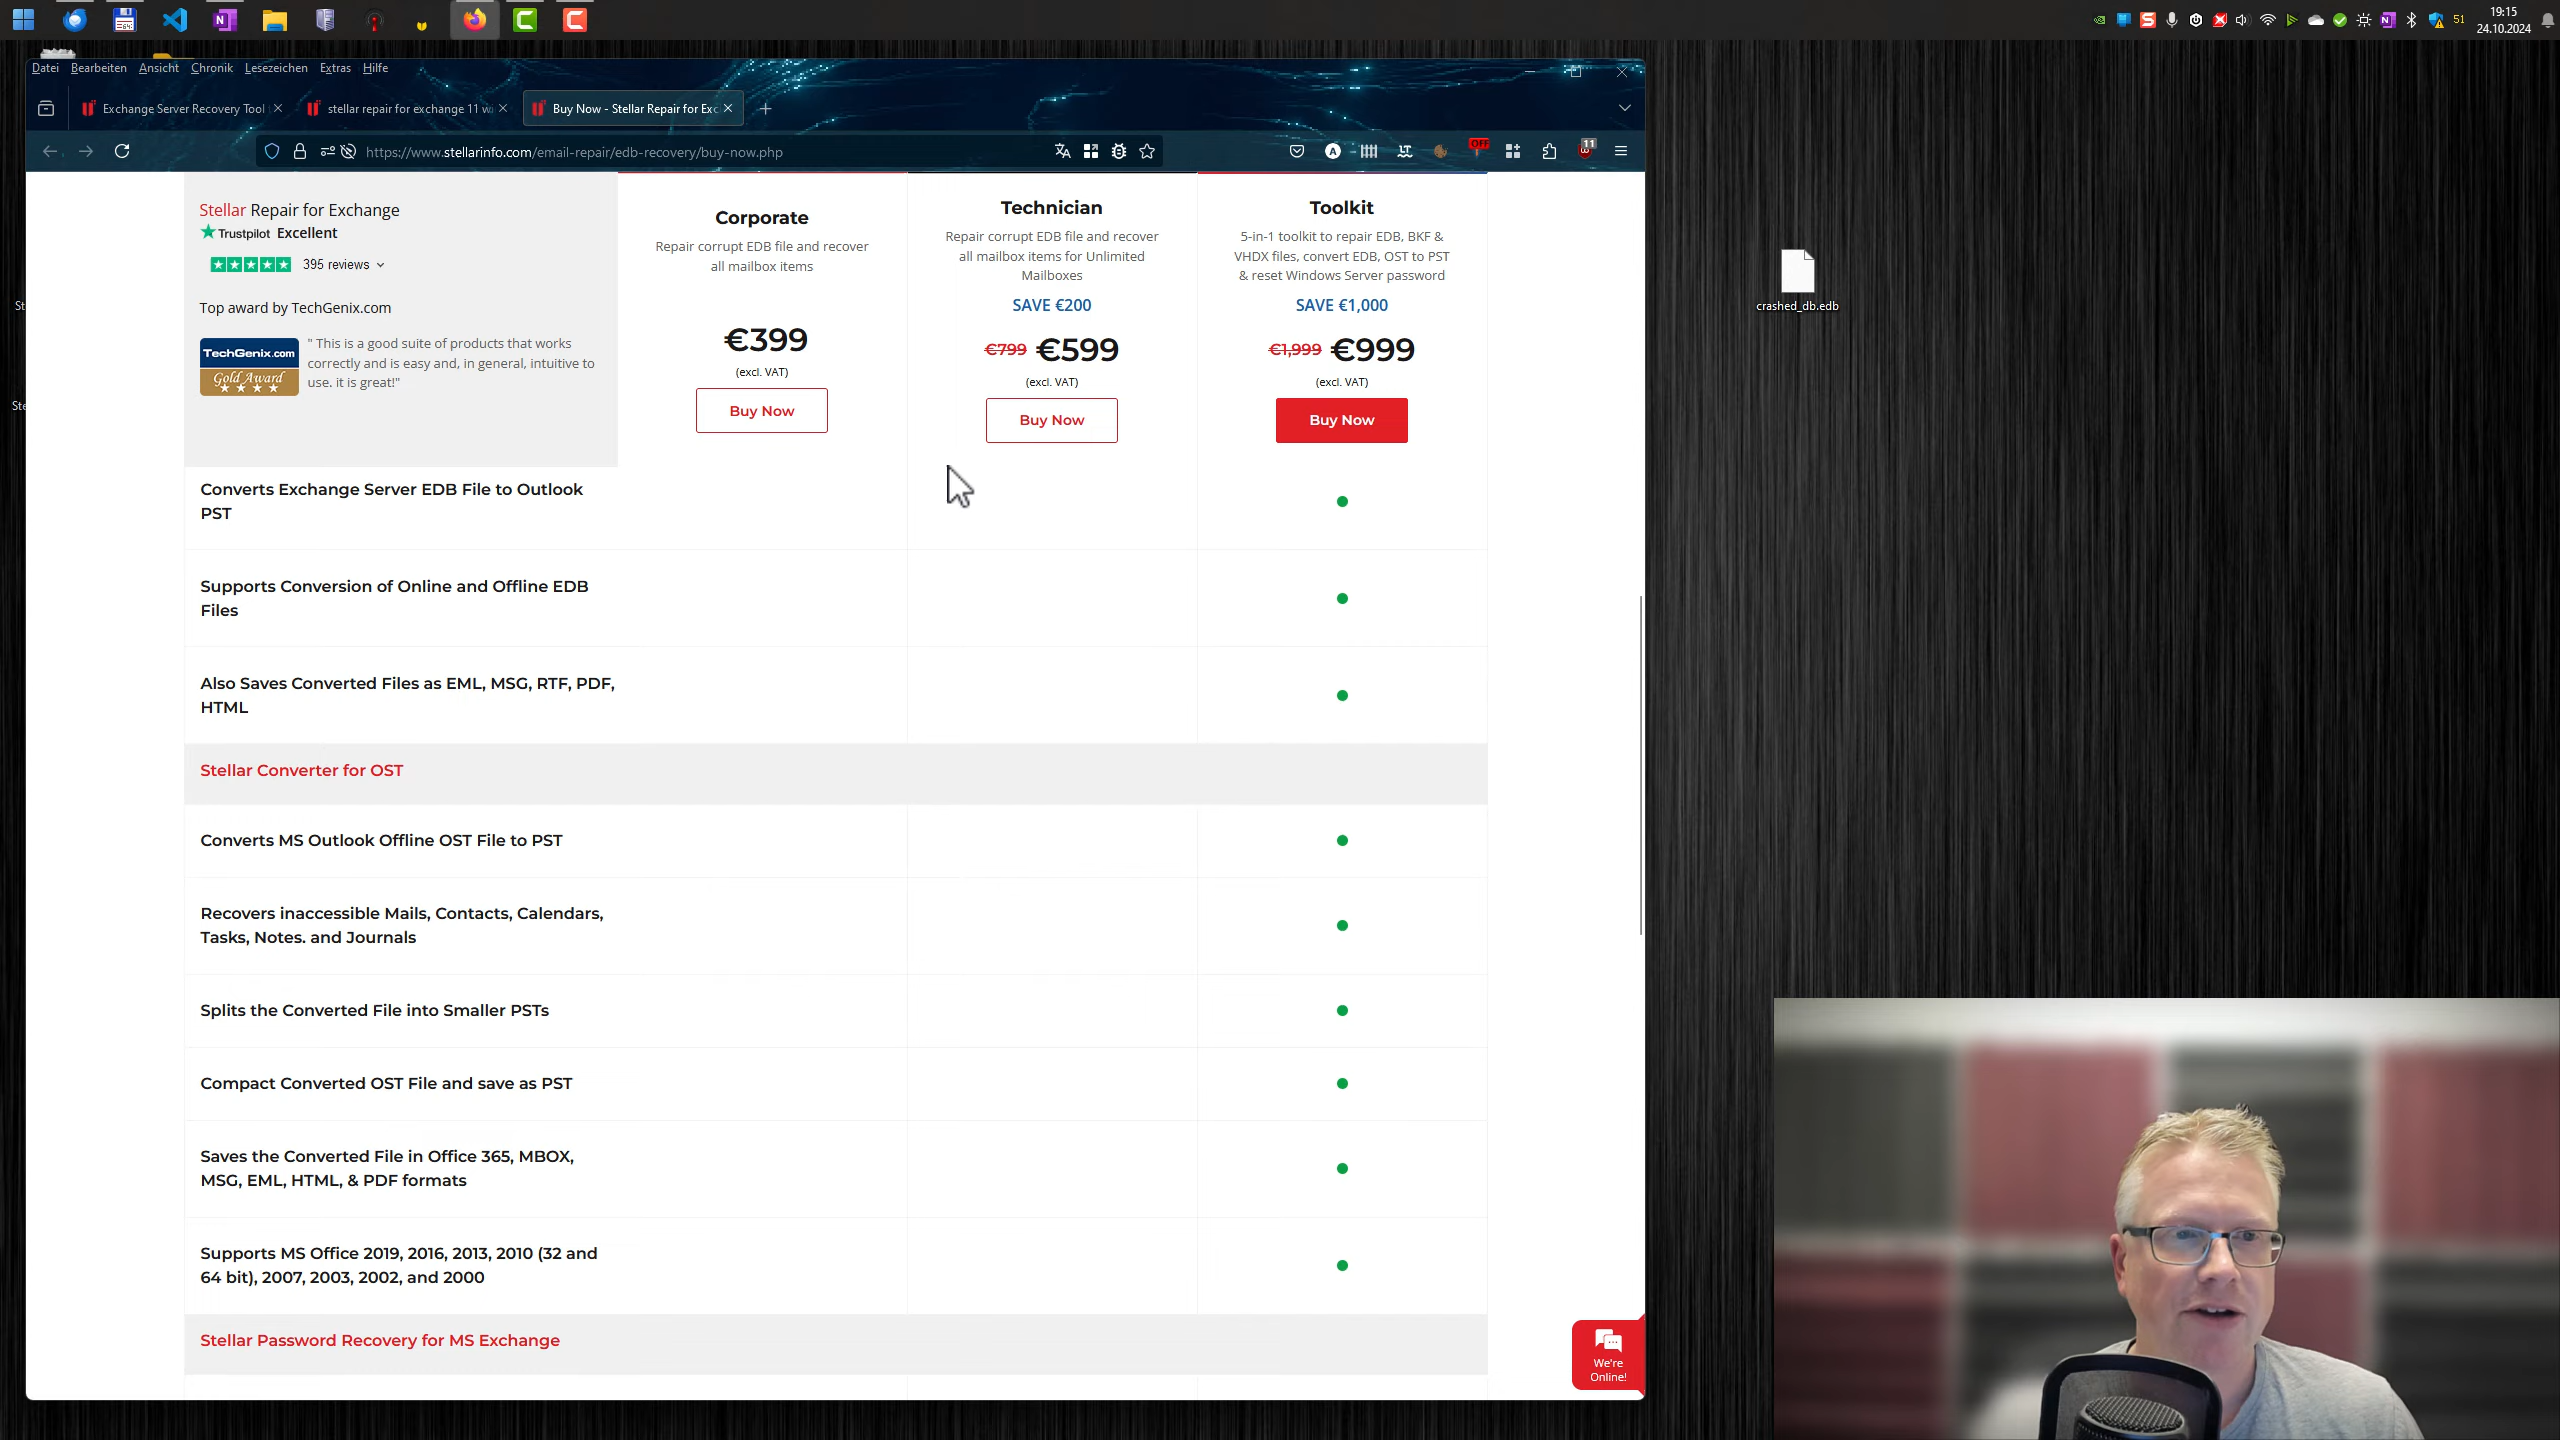 19:15
24.10.2024
51
Datei Bearbeiten Ansicht Chronik Lesezeichen Extras Hilfe
Exchange Server Recovery Tool
stellar repair for exchange 11 w
Buy Now - Stellar Repair for Exc
https://www.stellarinfo.com/email-repair/edb-recovery/buy-now.php
OFF
11
Stellar Repair for Exchange
Trustpilot Excellent
395 reviews
Top award by TechGenix.com
TechGenix.com
Gold Award
" This is a good suite of products that works
correctly and is easy and, in general, intuitive to
use. it is great!"
Corporate
Repair corrupt EDB file and recover
all mailbox items
€399
(excl. VAT)
Buy Now
Technician
Repair corrupt EDB file and recover
all mailbox items for Unlimited
Mailboxes
SAVE €200
€799 €599
(excl. VAT)
Buy Now
Toolkit
5-in-1 toolkit to repair EDB, BKF &
VHDX files, convert EDB, OST to PST
& reset Windows Server password
SAVE €1,000
€1,999 €999
(excl. VAT)
Buy Now
Converts Exchange Server EDB File to Outlook
PST
Supports Conversion of Online and Offline EDB
Files
Also Saves Converted Files as EML, MSG, RTF, PDF,
HTML
Stellar Converter for OST
Converts MS Outlook Offline OST File to PST
Recovers inaccessible Mails, Contacts, Calendars,
Tasks, Notes. and Journals
Splits the Converted File into Smaller PSTs
Compact Converted OST File and save as PST
Saves the Converted File in Office 365, MBOX,
MSG, EML, HTML, & PDF formats
Supports MS Office 2019, 2016, 2013, 2010 (32 and
64 bit), 2007, 2003, 2002, and 2000
Stellar Password Recovery for MS Exchange
We're
Online!
crashed_db.edb